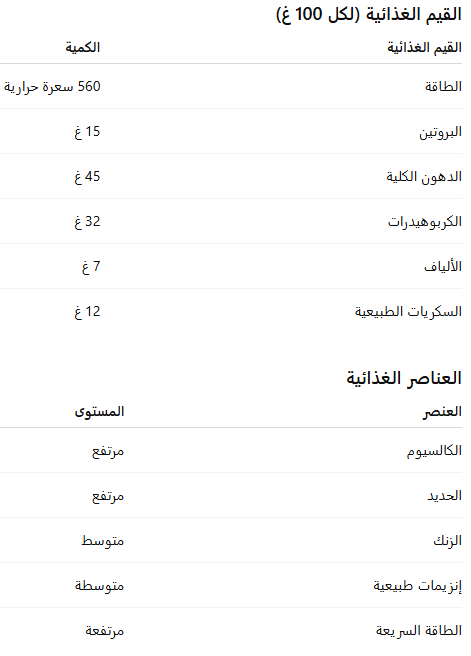 القيم الغذائية (لكل 100 غ)
القيم الغذائية الكمية
الطاقة 560 سعرة حرارية
البروتين 15 غ
الدهون الكلية 45 غ
الكربوهيدرات 32 غ
الألياف 7 غ
السكريات الطبيعية 12 غ
العناصر الغذائية
العنصر المستوى
الكالسيوم مرتفع
الحديد مرتفع
الزنك متوسط
إنزيمات طبيعية متوسطة
الطاقة السريعة مرتفعة